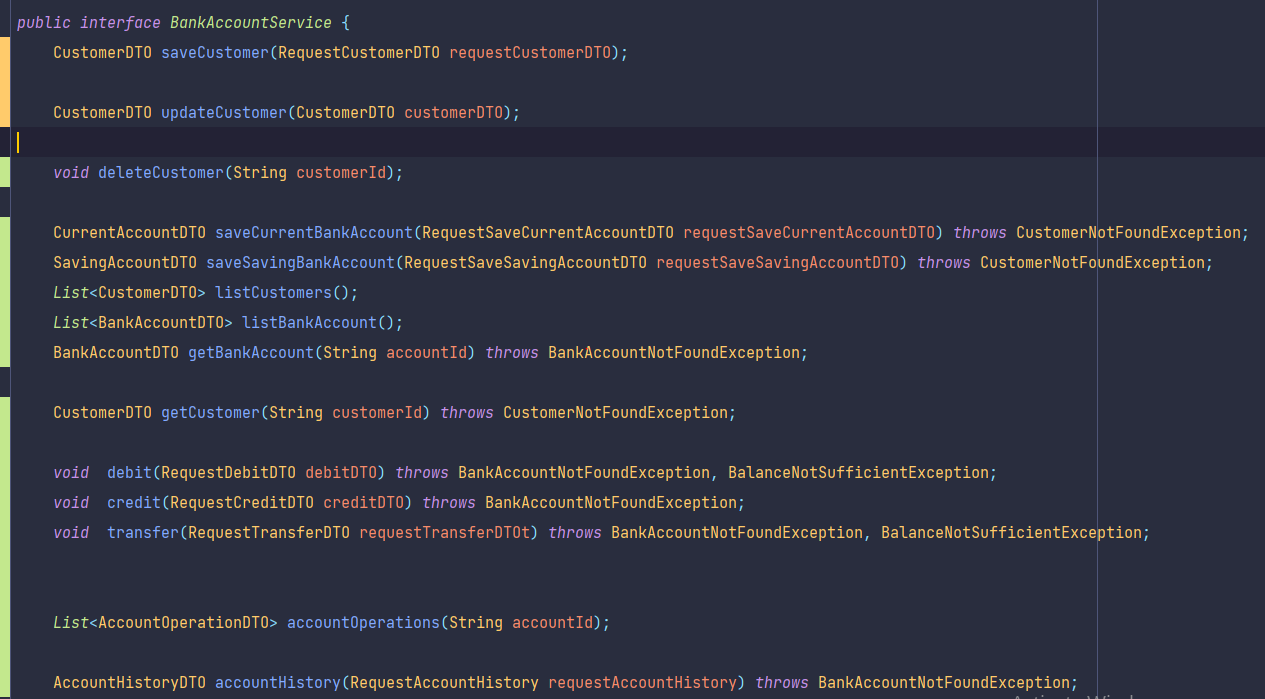 public interface BankAccountService {
CustomerDTO saveCustomer(RequestCustomerDTO requestCustomerDTO);
CustomerDTO updateCustomer(CustomerDTO customerDTO);
void deleteCustomer(String customerId);
CurrentAccountDTO saveCurrentBankAccount(RequestSaveCurrentAccountDTO requestSaveCurrentAccountDTO) throws CustomerNotFoundException;
SavingAccountDTO saveSavingBankAccount(RequestSaveSavingAccountDTO requestSaveSavingAccountDTO) throws CustomerNotFoundException;
List<CustomerDTO> listCustomers();
List<BankAccountDTO> listBankAccount();
BankAccountDTO getBankAccount(String accountId) throws BankAccountNotFoundException;
CustomerDTO getCustomer(String customerId) throws CustomerNotFoundException;
void  debit(RequestDebitDTO debitDTO) throws BankAccountNotFoundException, BalanceNotSufficientException;
void  credit(RequestCreditDTO creditDTO) throws BankAccountNotFoundException;
void  transfer(RequestTransferDTO requestTransferDTOt) throws BankAccountNotFoundException, BalanceNotSufficientException;
List<AccountOperationDTO> accountOperations(String accountId);
AccountHistoryDTO accountHistory(RequestAccountHistory requestAccountHistory) throws BankAccountNotFoundException;